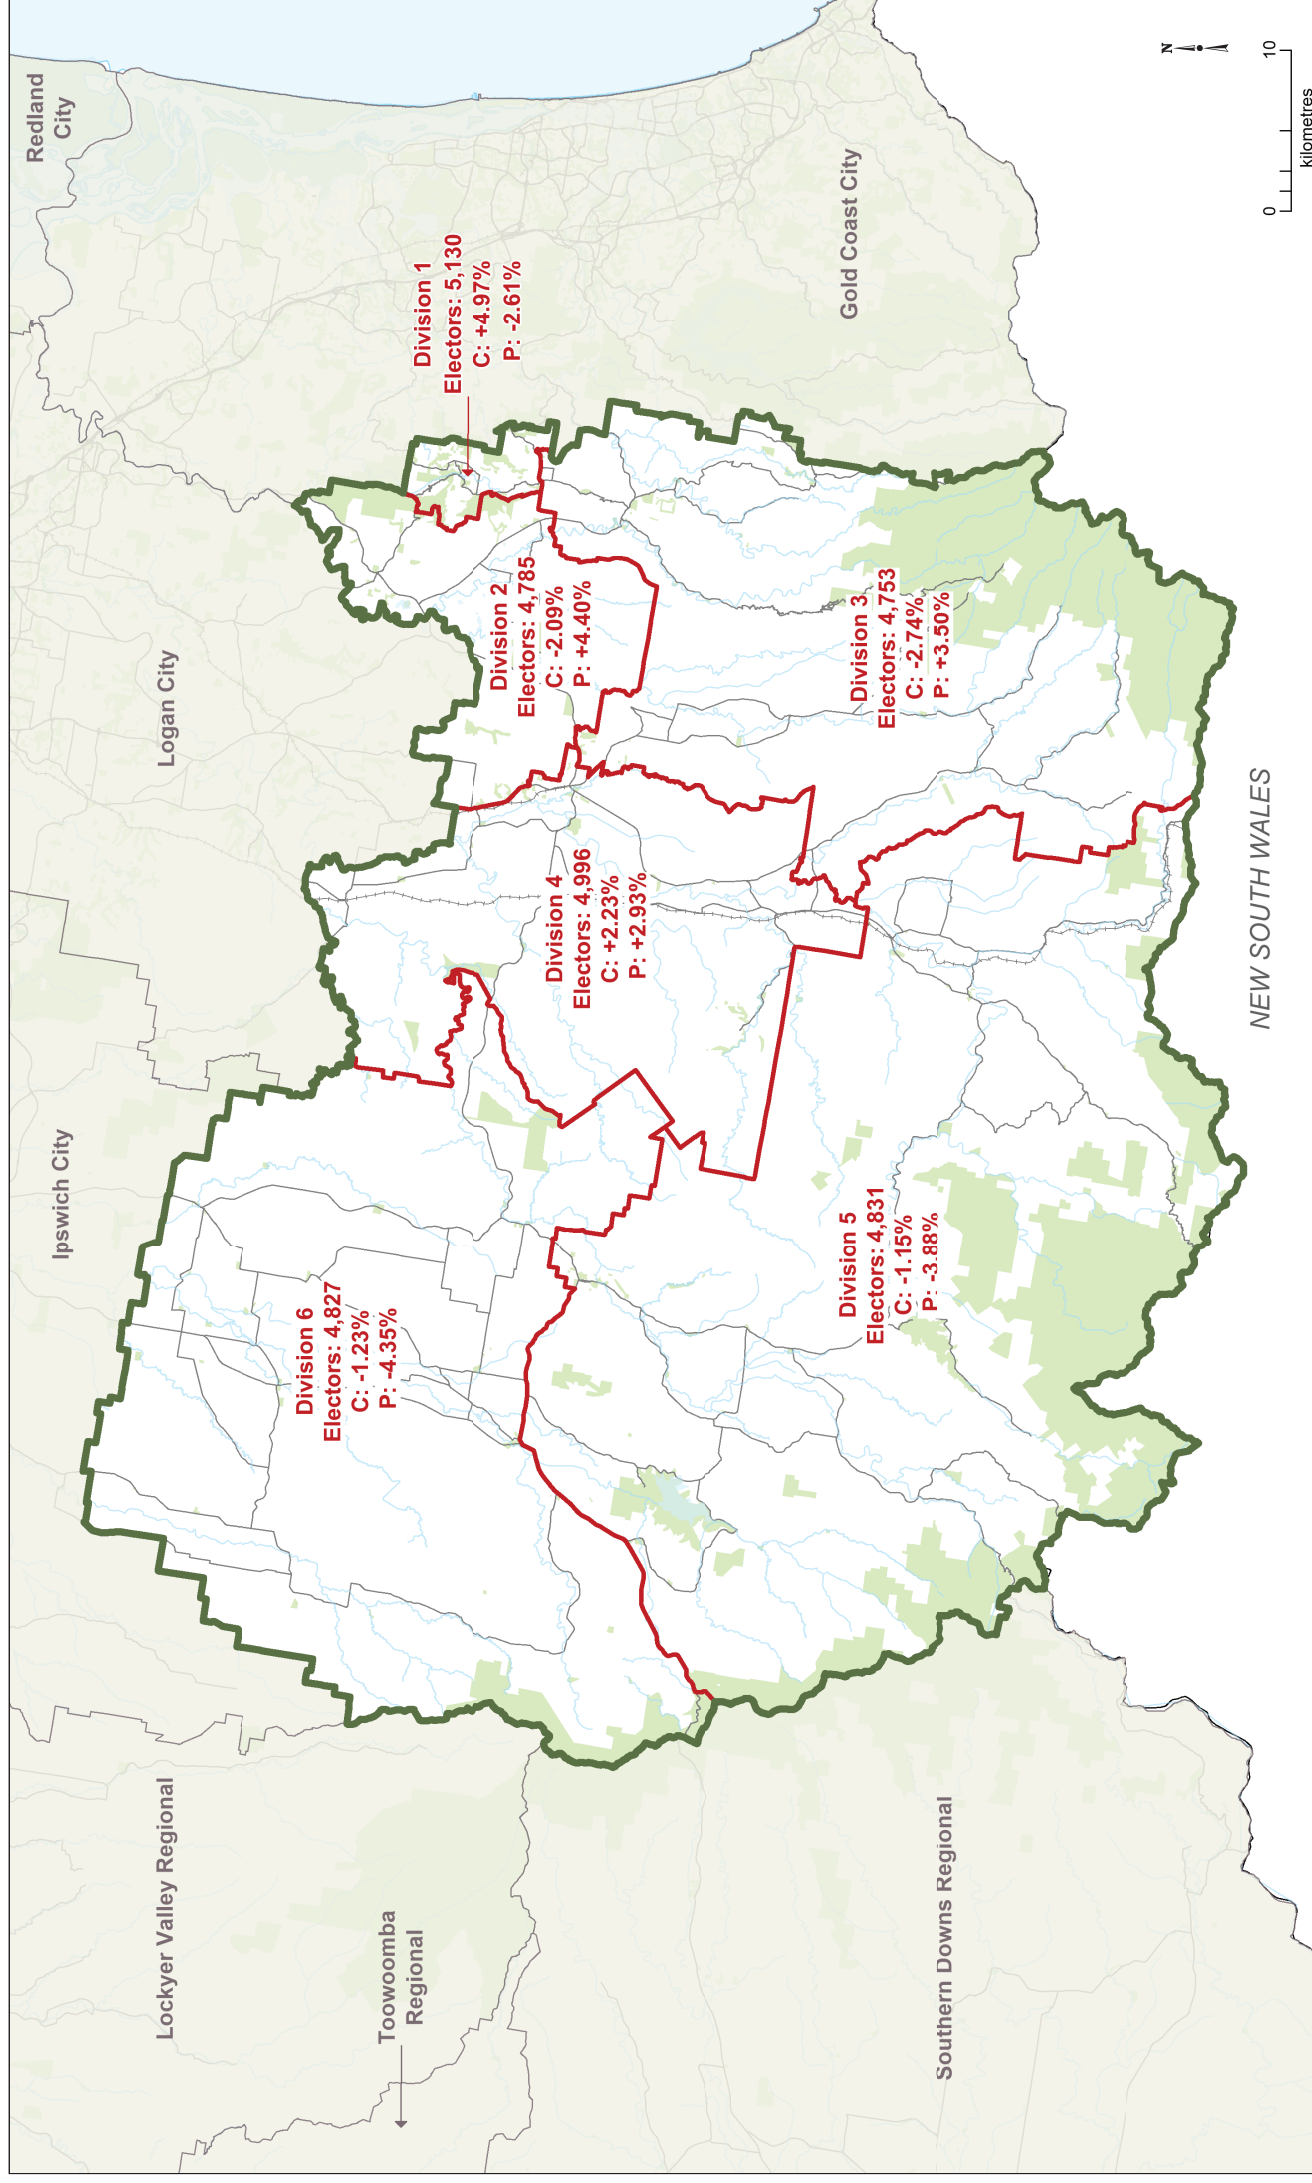 Redland
City
Ipswich City
Logan City
Lockyer Valley Regional
Toowoomba
Regional
Gold Coast City
Southern Downs Regional
NEW SOUTH WALES
Division 1
Electors: 5,130
C: +4.97%
P: -2.61%
Division 2
Electors: 4,785
C: -2.09%
P: +4.40%
Division 3
Electors: 4,753
C: -2.74%
P: +3.50%
Division 4
Electors: 4,996
C: +2.23%
P: +2.93%
Division 5
Electors: 4,831
C: -1.15%
P: -3.88%
Division 6
Electors: 4,827
C: -1.23%
P: -4.35%
N
0 10
kilometres